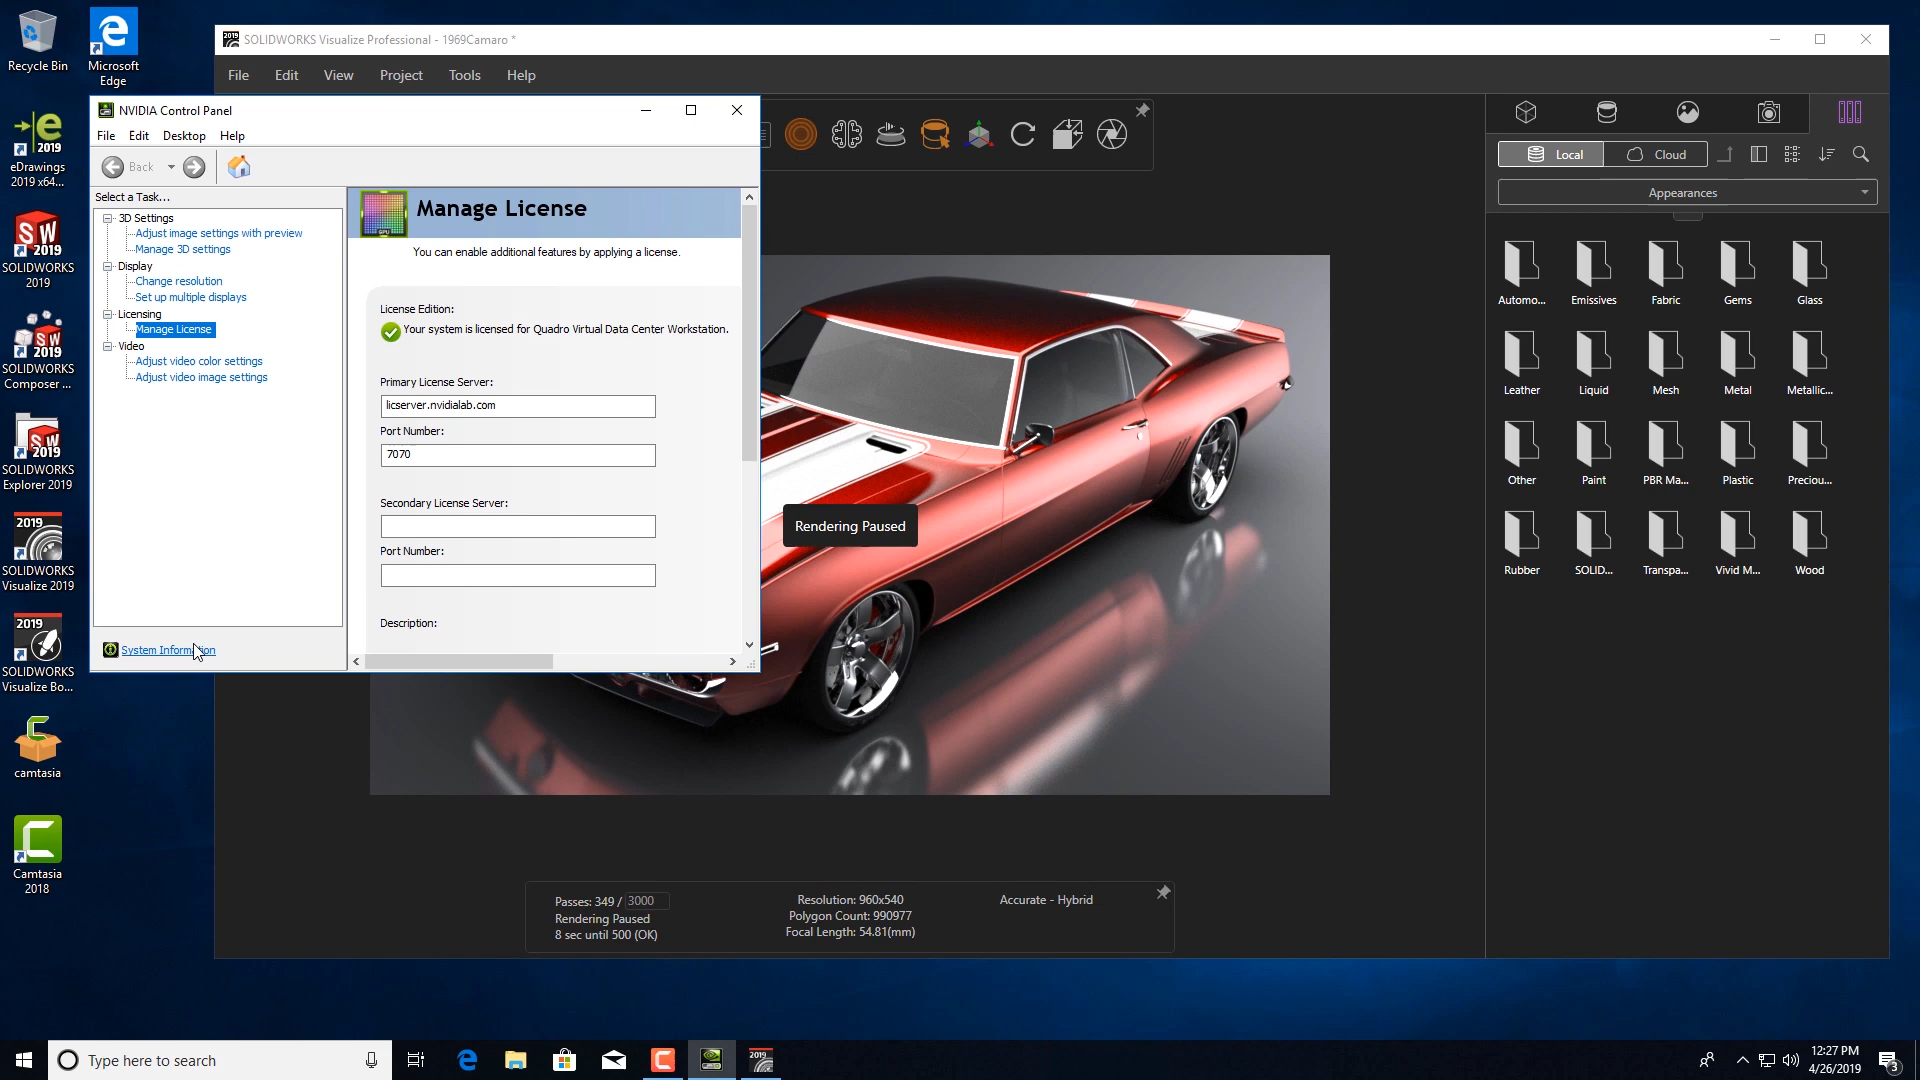 Recycle Bin
Microsoft
Edge
eDrawings
2019 x64...
SOLIDWORKS
2019
SOLIDWORKS
Composer ...
SOLIDWORKS
Explorer 2019
SOLIDWORKS
Visualize 2019
SOLIDWORKS
Visualize Bo...
camtasia
Camtasia
2018
2019
2019
2019
2019
2019
2019
SW
SW
SOLIDWORKS Visualize Professional - 1969Camaro *
File Edit View Project Tools Help
NVIDIA Control Panel
File Edit Desktop Help
Back
Select a Task...
3D Settings
Adjust image settings with preview
Manage 3D settings
Display
Change resolution
Set up multiple displays
Licensing
Manage License
Video
Adjust video color settings
Adjust video image settings
System Information
Manage License
You can enable additional features by applying a license.
License Edition:
Your system is licensed for Quadro Virtual Data Center Workstation.
Primary License Server:
licserver.nvidialab.com
Port Number:
7070
Secondary License Server:
Port Number:
Description:
Rendering Paused
Passes: 349 / 3000
Rendering Paused
8 sec until 500 (OK)
Resolution: 960x540
Polygon Count: 990977
Focal Length: 54.81(mm)
Accurate - Hybrid
Local Cloud
Appearances
Automo... Emissives Fabric Gems Glass
Leather Liquid Mesh Metal Metallic...
Other Paint PBR Ma... Plastic Preciou...
Rubber SOLID... Transpa... Vivid M... Wood
Type here to search
2019
12:27 PM
4/26/2019
3